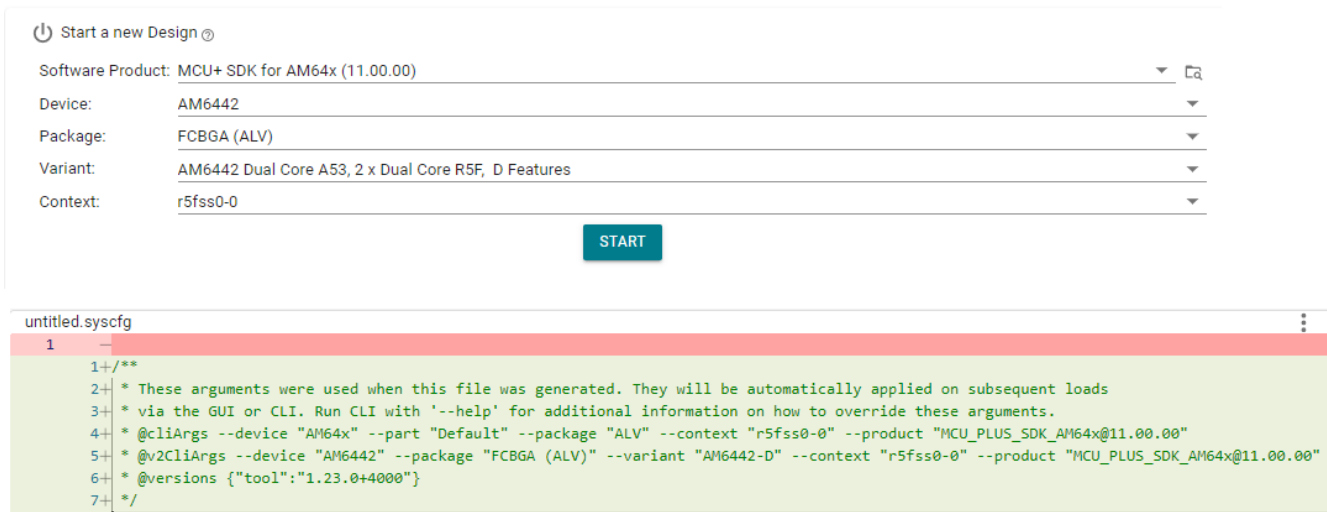 Start a new Design
Software Product: MCU+ SDK for AM64x (11.00.00)
Device: AM6442
Package: FCBGA (ALV)
Variant: AM6442 Dual Core A53, 2 x Dual Core R5F, D Features
Context: r5fss0-0
START
untitled.syscfg
1 —
1+/**
2+ * These arguments were used when this file was generated. They will be automatically applied on subsequent loads
3+ * via the GUI or CLI. Run CLI with '--help' for additional information on how to override these arguments.
4+ * @cliArgs --device "AM64x" --part "Default" --package "ALV" --context "r5fss0-0" --product "MCU_PLUS_SDK_AM64x@11.00.00"
5+ * @v2CliArgs --device "AM6442" --package "FCBGA (ALV)" --variant "AM6442-D" --context "r5fss0-0" --product "MCU_PLUS_SDK_AM64x@11.00.00"
6+ * @versions {"tool":"1.23.0+4000"}
7+ */